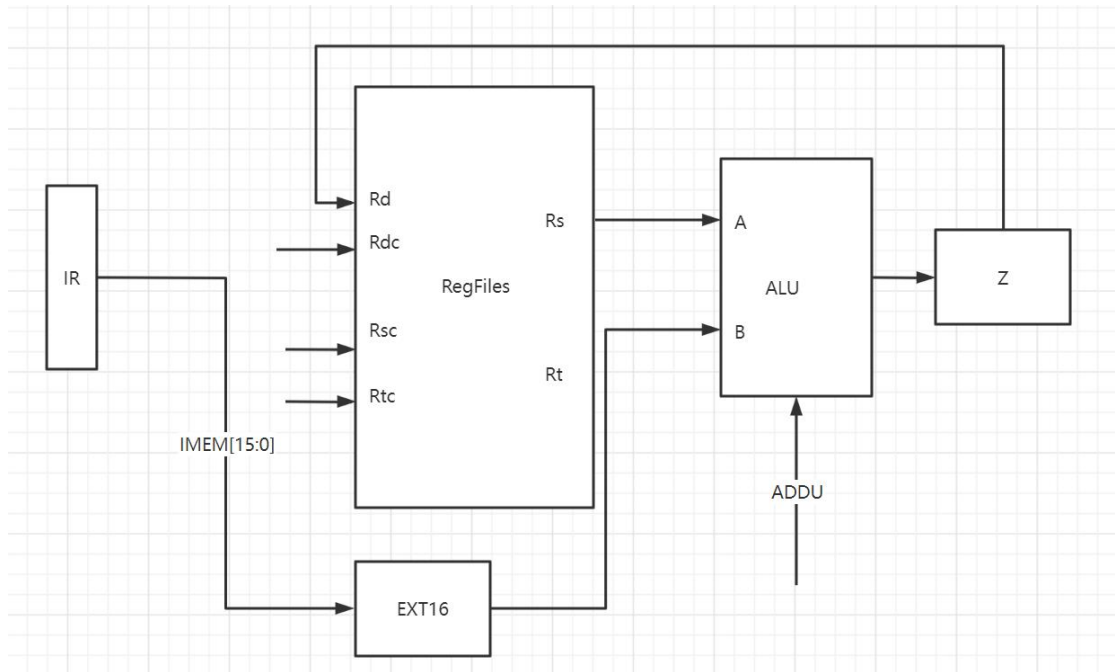 Rd
Rs
A
Rdc
IR
RegFiles
ALU
Z
Rsc
B
Rt
Rtc
IMEM[15:0]
ADDU
EXT16